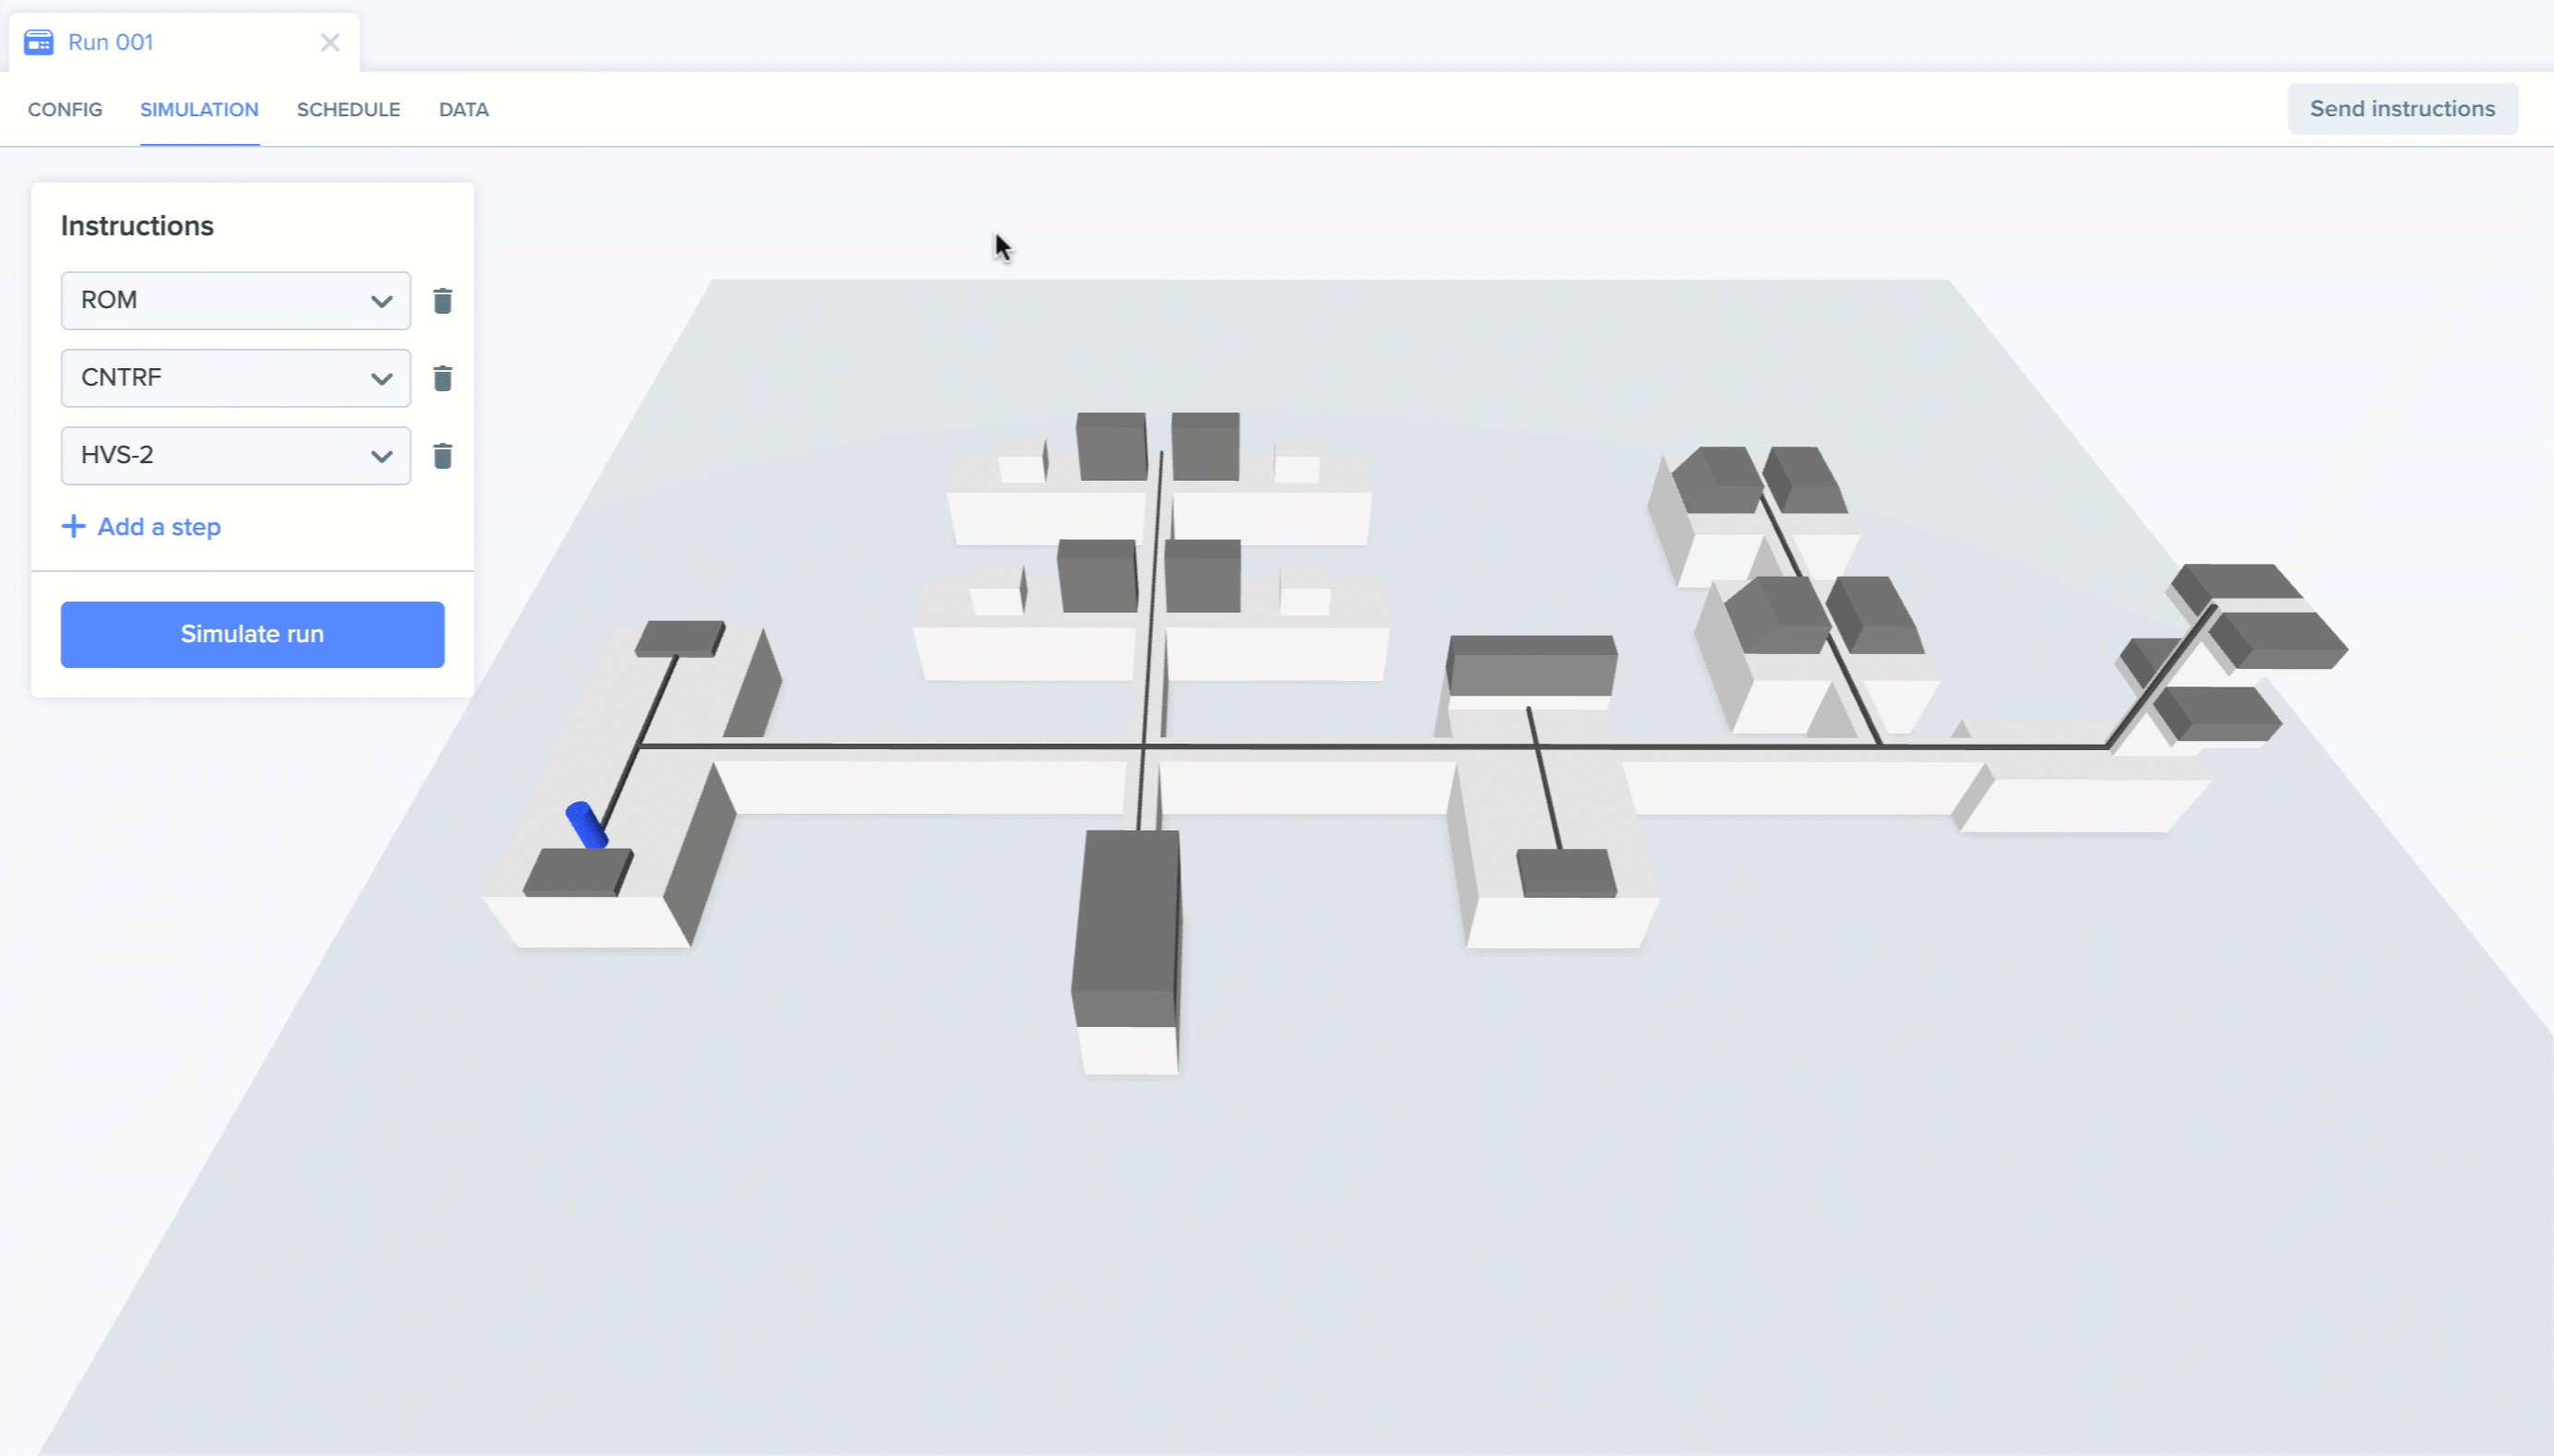 Run 001
CONFIG SIMULATION SCHEDULE DATA
Send instructions
Instructions
ROM
CNTRF
HVS-2
Add a step
Simulate run